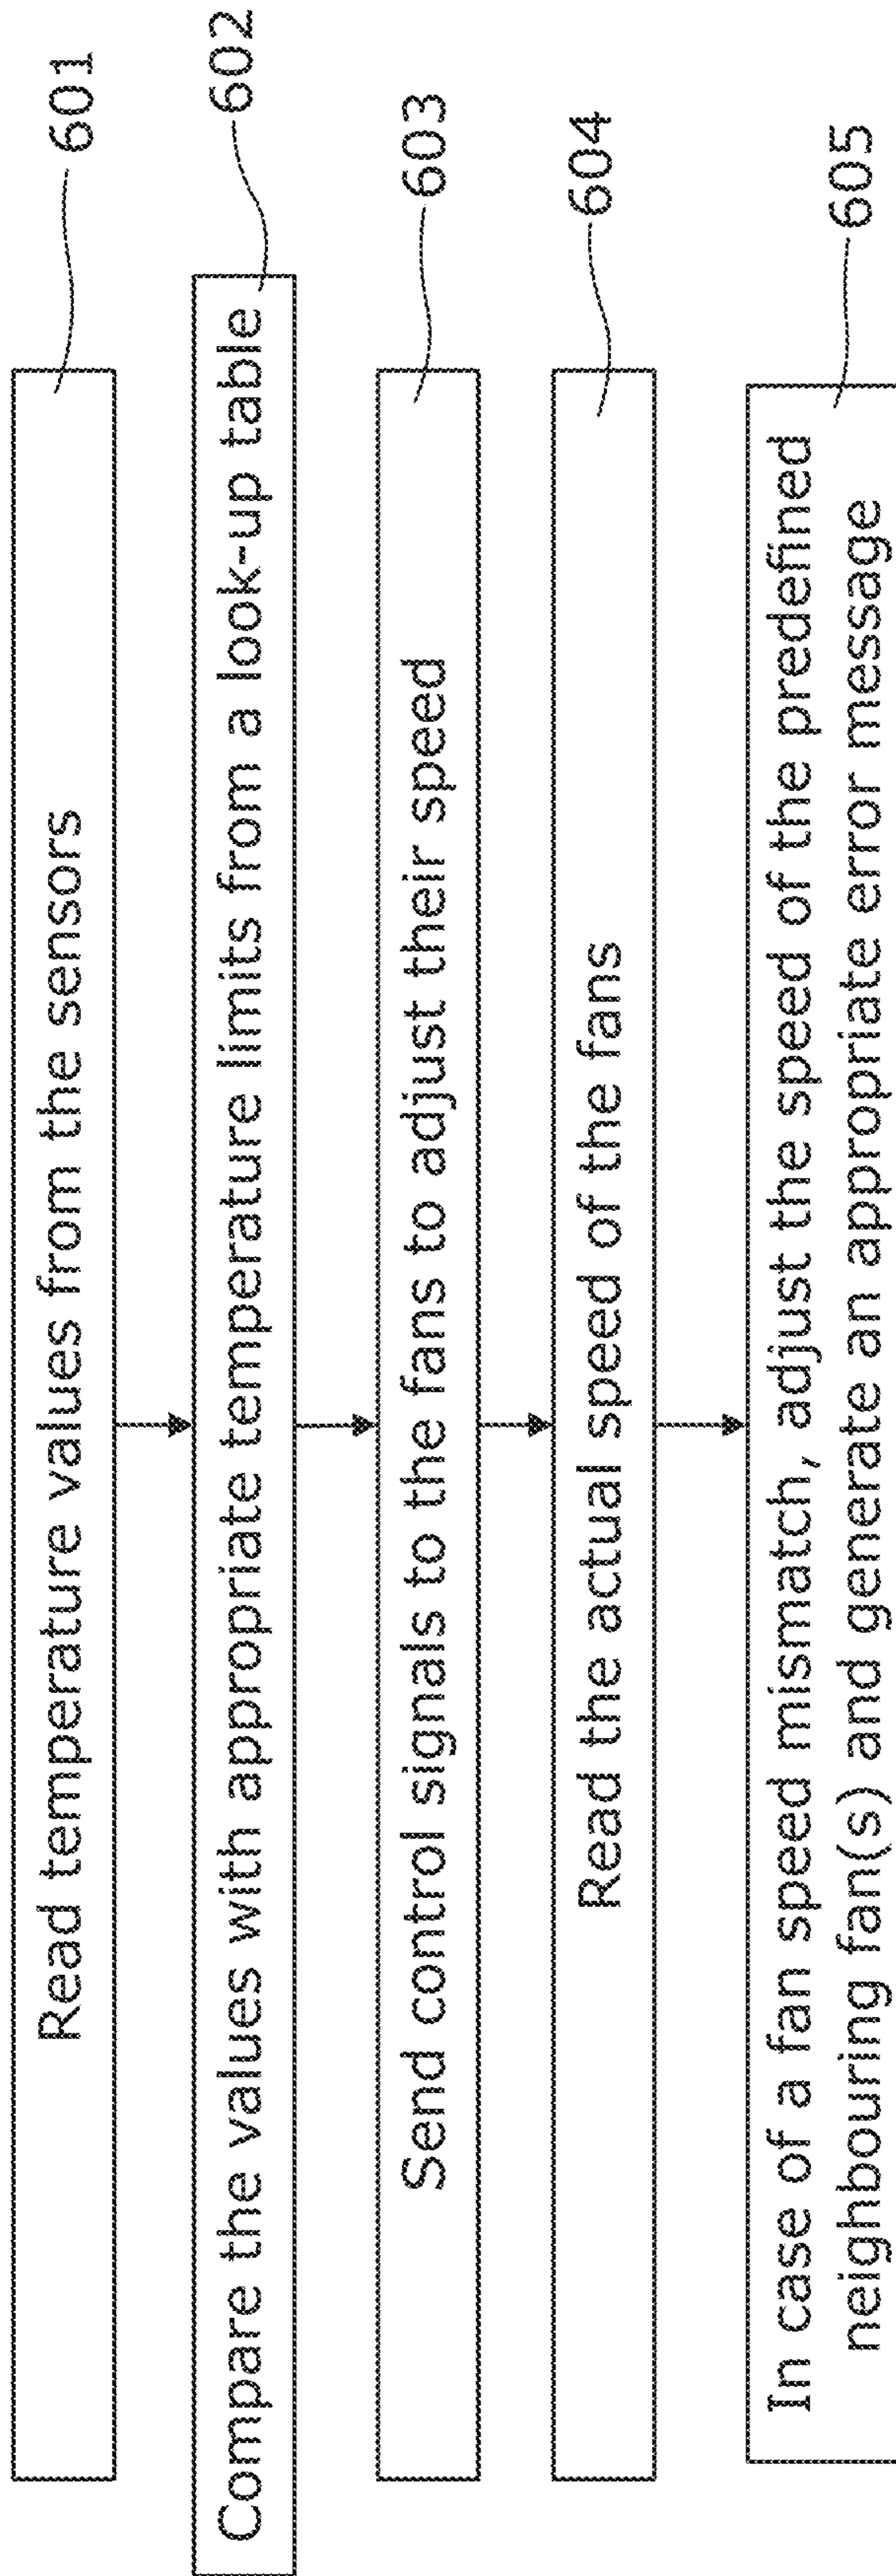 Read temperature values from the sensors
601
Compare the values with appropriate temperature limits from a look-up table
602
Send control signals to the fans to adjust their speed
603
Read the actual speed of the fans
604
In case of a fan speed mismatch, adjust the speed of the predefined
neighbouring fan(s) and generate an appropriate error message
605